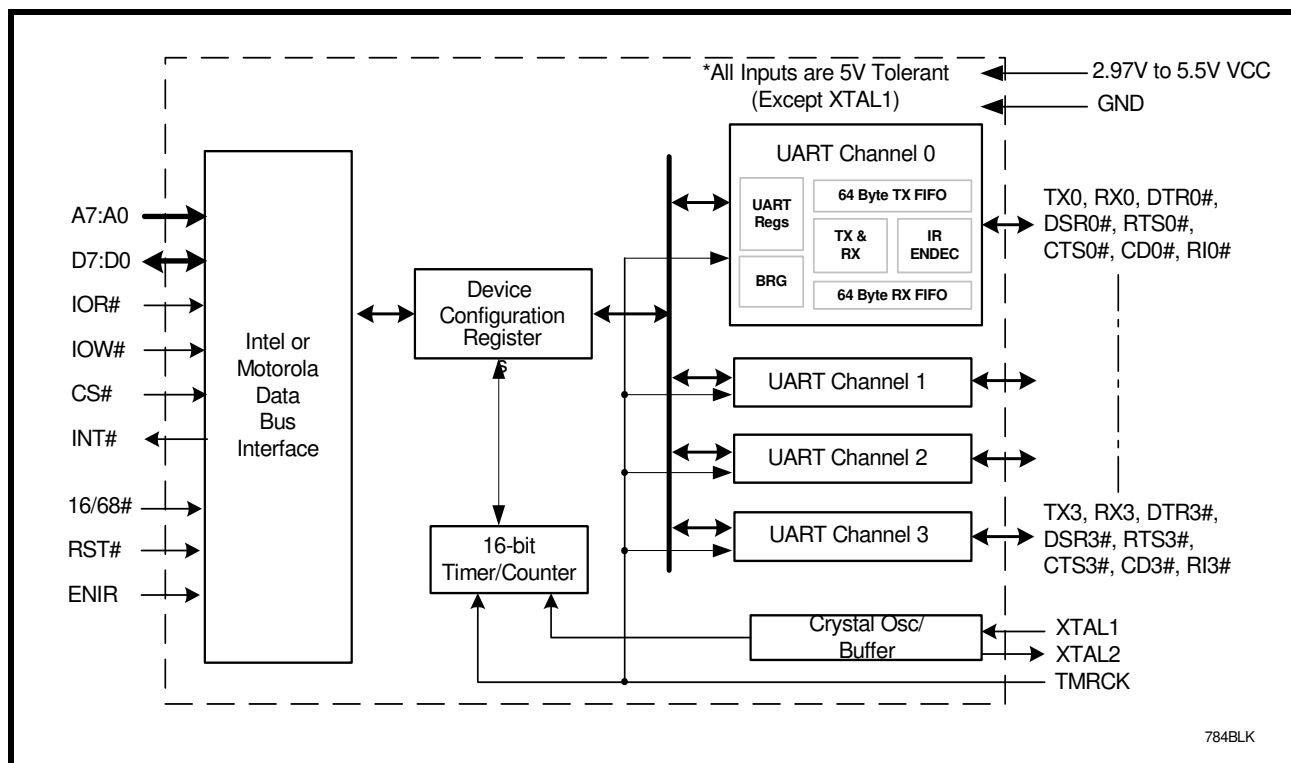 *All Inputs are 5V Tolerant
(Except XTAL1)
2.97V to 5.5V VCC
GND
A7:A0
D7:D0
IOR#
IOW#
CS#
INT#
16/68#
RST#
ENIR
Intel or
Motorola
Data
Bus
Interface
Device
Configuration
Register
s
16-bit
Timer/Counter
UART Channel 0
UART
Regs
BRG
64 Byte TX FIFO
TX &
RX
IR
ENDEC
64 Byte RX FIFO
UART Channel 1
UART Channel 2
UART Channel 3
Crystal Osc/
Buffer
TX0, RX0, DTR0#,
DSR0#, RTS0#,
CTS0#, CD0#, RI0#
TX3, RX3, DTR3#,
DSR3#, RTS3#,
CTS3#, CD3#, RI3#
XTAL1
XTAL2
TMRCK
784BLK